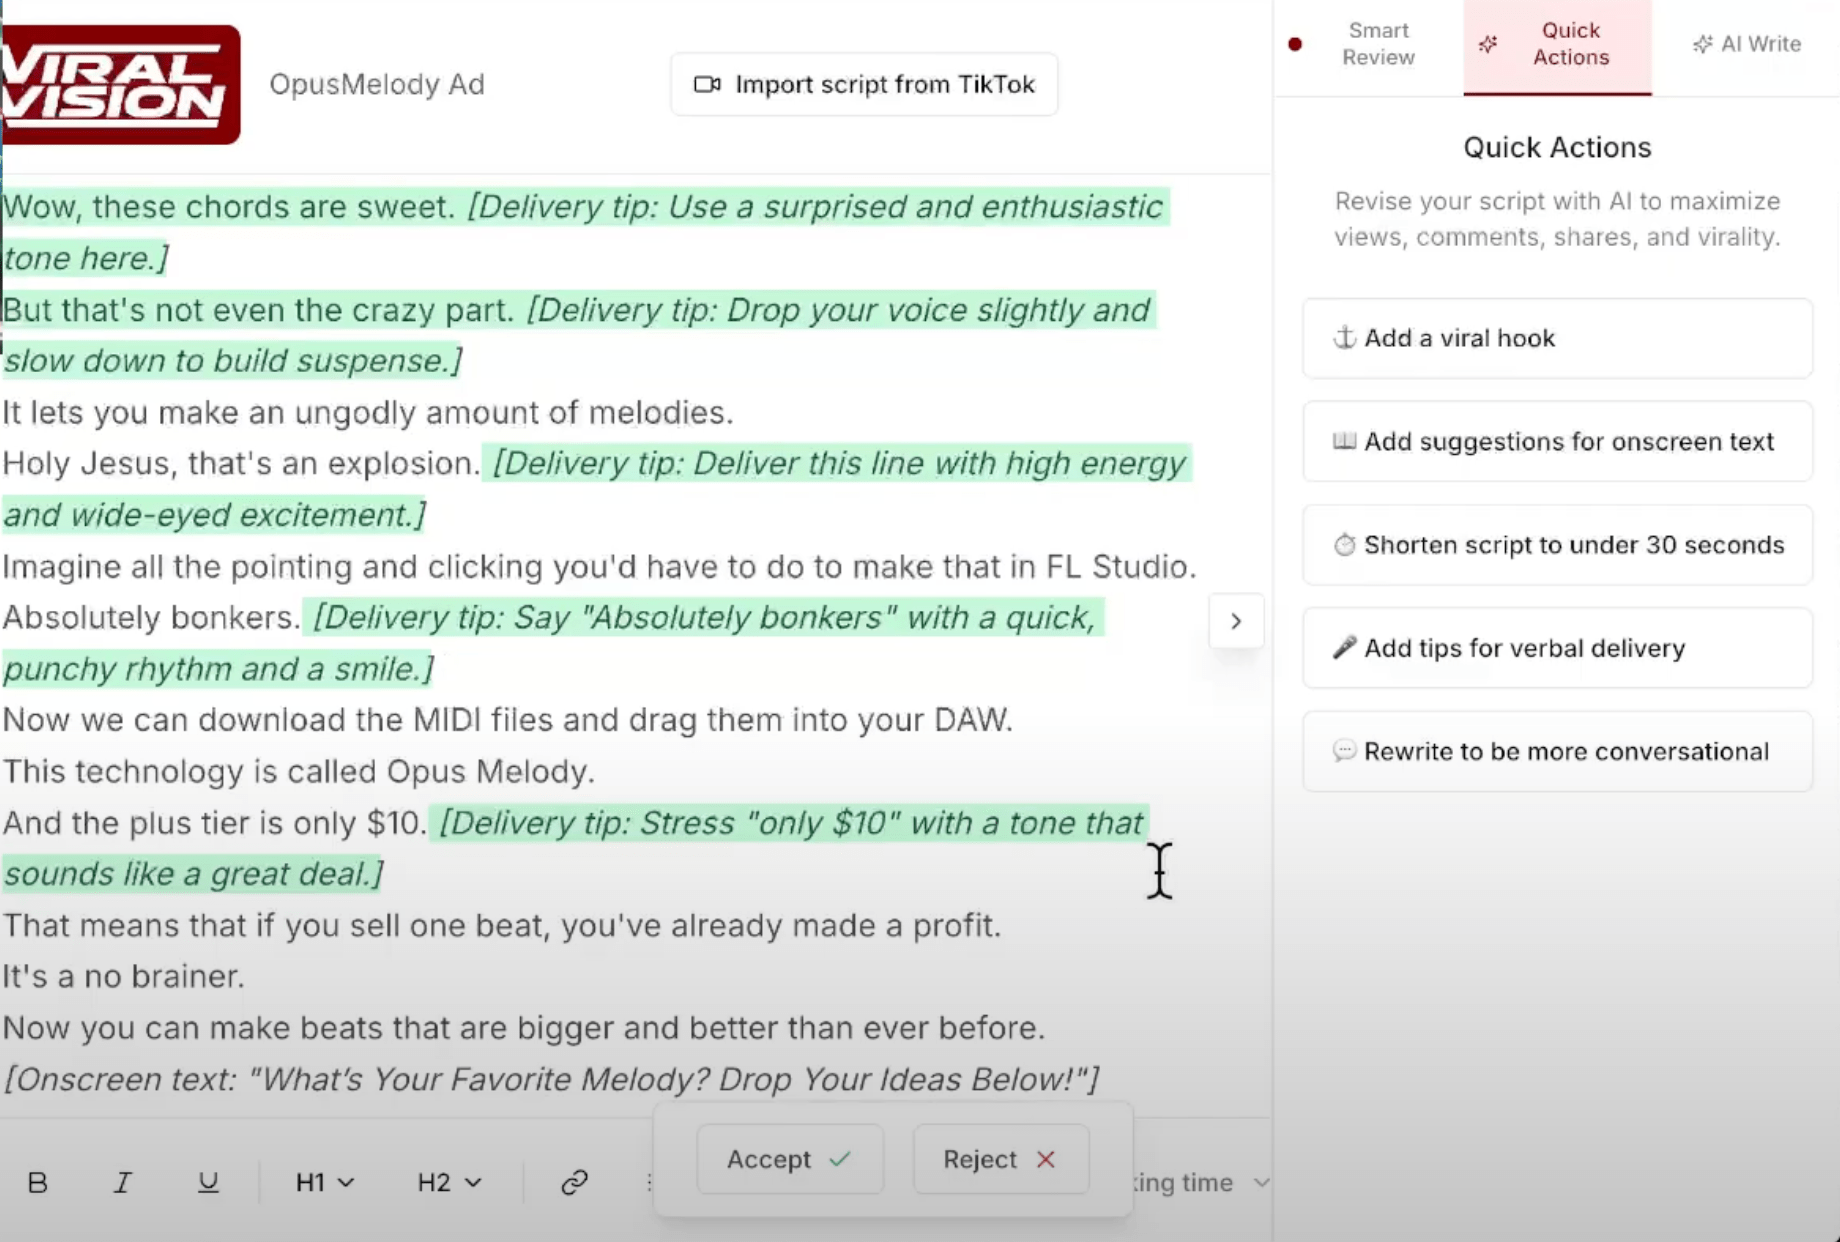 VIRAL
VISION
OpusMelody Ad
Import script from TikTok
Wow, these chords are sweet. [Delivery tip: Use a surprised and enthusiastic
tone here.]
But that's not even the crazy part. [Delivery tip: Drop your voice slightly and
slow down to build suspense.]
It lets you make an ungodly amount of melodies.
Holy Jesus, that's an explosion. [Delivery tip: Deliver this line with high energy
and wide-eyed excitement.]
Imagine all the pointing and clicking you'd have to do to make that in FL Studio.
Absolutely bonkers. [Delivery tip: Say "Absolutely bonkers" with a quick,
punchy rhythm and a smile.]
Now we can download the MIDI files and drag them into your DAW.
This technology is called Opus Melody.
And the plus tier is only $10. [Delivery tip: Stress "only $10" with a tone that
sounds like a great deal.]
That means that if you sell one beat, you've already made a profit.
It's a no brainer.
Now you can make beats that are bigger and better than ever before.
[Onscreen text: "What's Your Favorite Melody? Drop Your Ideas Below!"]
B I U H1 H2
Accept
Reject
king time
Smart
Review
Quick
Actions
AI Write
Quick Actions
Revise your script with AI to maximize
views, comments, shares, and virality.
Add a viral hook
Add suggestions for onscreen text
Shorten script to under 30 seconds
Add tips for verbal delivery
Rewrite to be more conversational